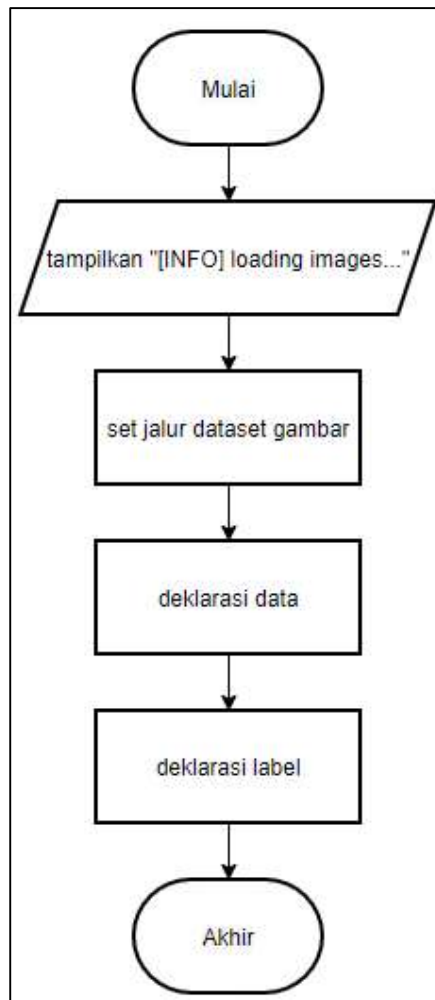 Mulai
tampilkan "[INFO] loading images..."
set jalur dataset gambar
deklarasi data
deklarasi label
Akhir